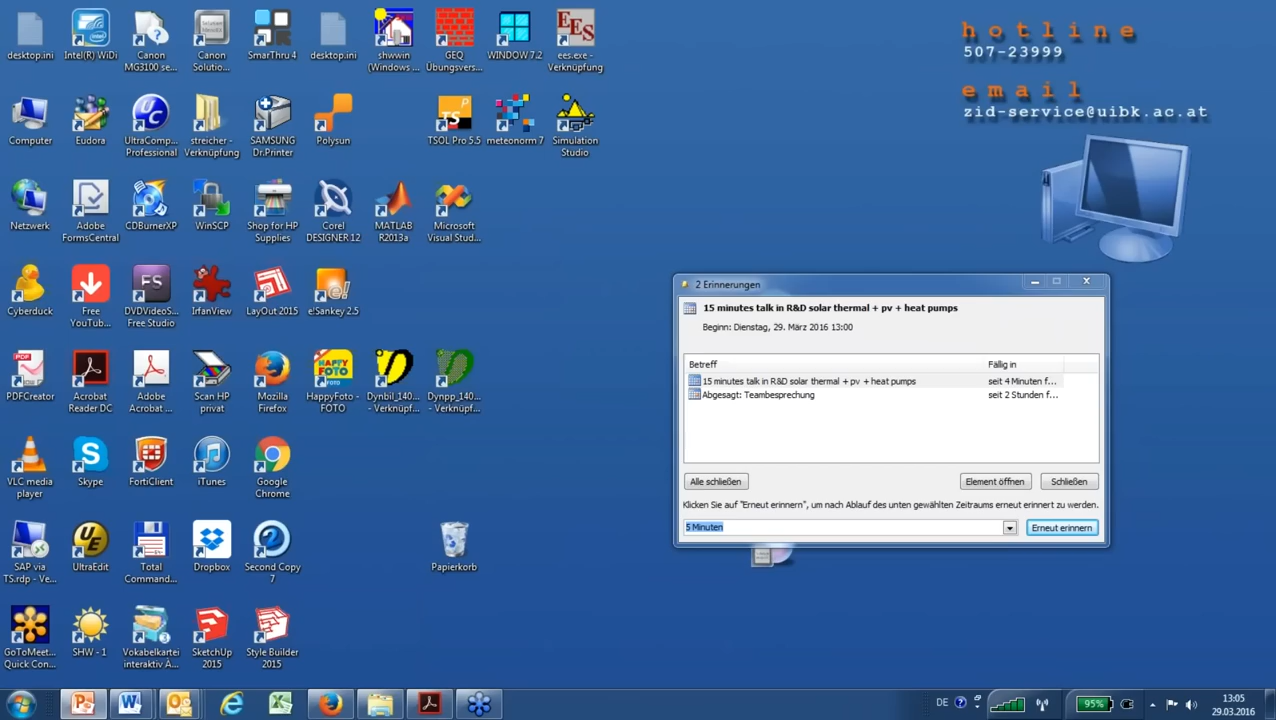 hotline
507-23999
email
zid-service@uibk.ac.at
desktop.ini
Intel(R) WiDi
Canon
MG3100 se...
Canon
Solutio...
SmarThru 4
desktop.ini
shwwin
(Windows ...
GEQ
Übungsvers...
WINDOW 7.2
EES
ees.exe -
Verknüpfung
Computer
Eudora
UC
UltraComp...
Professional
streicher -
Verknüpfung
SAMSUNG
Dr.Printer
Polysun
TSOL Pro 5.5
meteonorm 7
Simulation
Studio
Netzwerk
Adobe
FormsCentral
CDBurnerXP
WinSCP
Shop for HP
Supplies
Corel
DESIGNER 12
MATLAB
R2013a
Microsoft
Visual Stud...
Cyberduck
Free
YouTub...
FS
DVDVideoS...
Free Studio
IrfanView
LayOut 2015
e!
e!Sankey 2.5
PDFCreator
Acrobat
Reader DC
Adobe
Acrobat ...
Scan HP
privat
Mozilla
Firefox
HAPPY
FOTO
HappyFoto -
FOTO
Dynbil_140...
- Verknüpf...
Dynpp_140...
- Verknüpf...
VLC media
player
Skype
FortiClient
iTunes
Google
Chrome
SAP via
TS.rdp - Ve...
UE
UltraEdit
Total
Command...
Dropbox
Second Copy
7
Papierkorb
GoToMeet...
Quick Con...
SHW - 1
Vokabelkartei
interaktiv A...
SketchUp
2015
Style Builder
2015
2 Erinnerungen
15 minutes talk in R&D solar thermal + pv + heat pumps
Beginn: Dienstag, 29. März 2016 13:00
Betreff Fällig in
15 minutes talk in R&D solar thermal + pv + heat pumps seit 4 Minuten f...
Abgesagt: Teambesprechung seit 2 Stunden f...
Alle schließen Element öffnen Schließen
Klicken Sie auf "Erneut erinnern", um nach Ablauf des unten gewählten Zeitraums erneut erinnert zu werden.
5 Minuten Erneut erinnern
DE 95% 13:05
29.03.2016